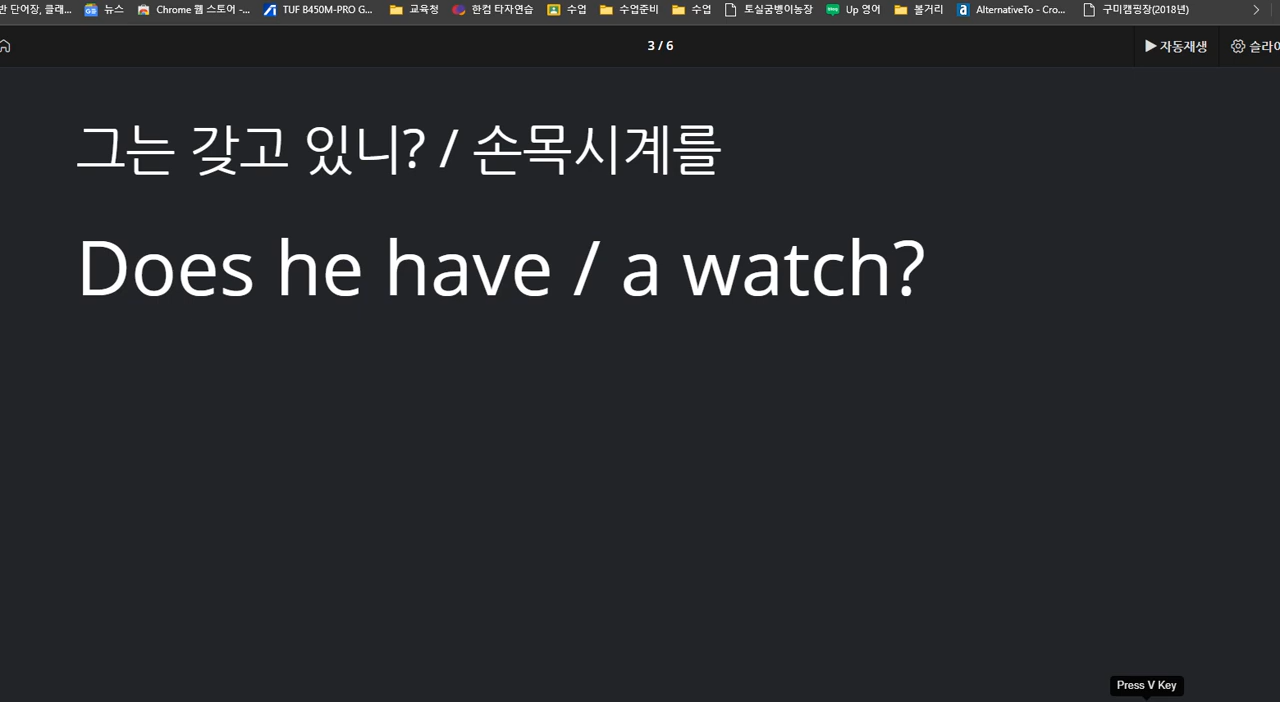 반 단어장, 클래... 뉴스 Chrome 웹 스토어 -... TUF B450M-PRO G... 교육청 한컴 타자연습 수업 수업준비 수업 토실굼벵이농장 Up 영어 볼거리 AlternativeTo - Cro... 구미캠핑장(2018년)
3 / 6 자동재생 슬라이
그는 갖고 있니? / 손목시계를
Does he have / a watch?
Press V Key